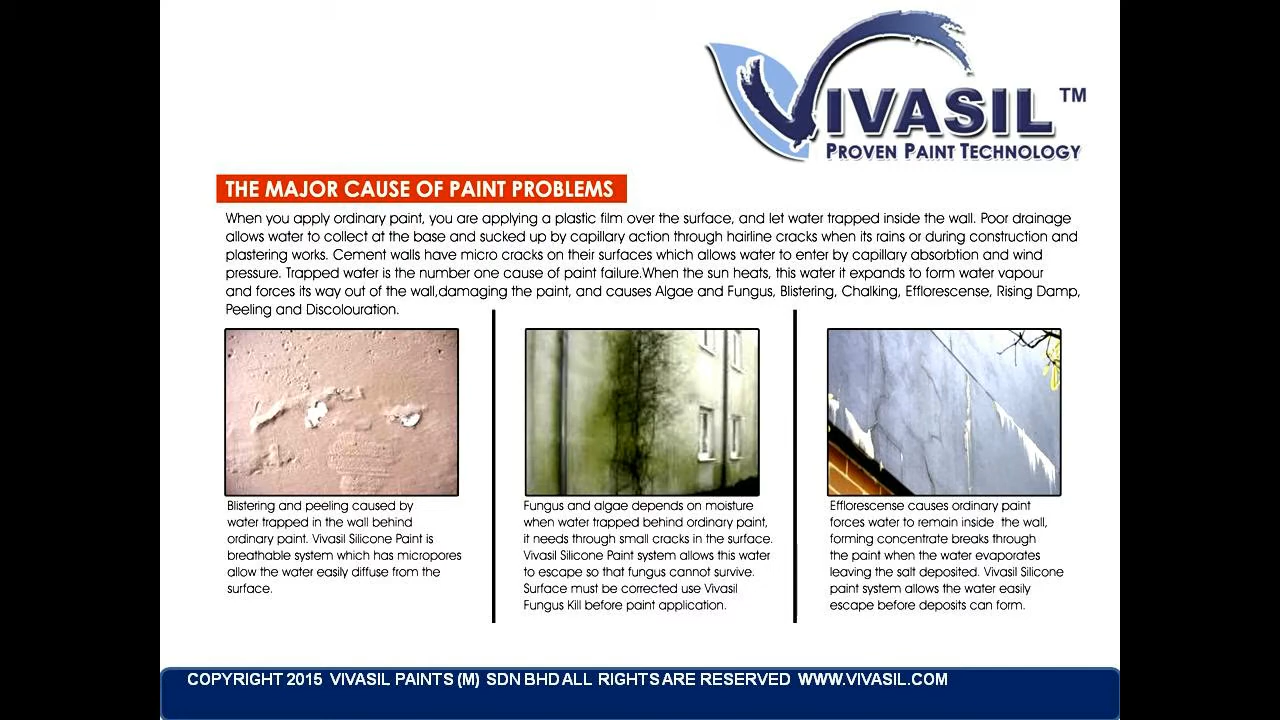 VIVASIL TM
PROVEN PAINT TECHNOLOGY
THE MAJOR CAUSE OF PAINT PROBLEMS
When you apply ordinary paint, you are applying a plastic film over the surface, and let water trapped inside the wall. Poor drainage
allows water to collect at the base and sucked up by capillary action through hairline cracks when its rains or during construction and
plastering works. Cement walls have micro cracks on their surfaces which allows water to enter by capillary absorbtion and wind
pressure. Trapped water is the number one cause of paint failure.When the sun heats, this water it expands to form water vapour
and forces its way out of the wall,damaging the paint, and causes Algae and Fungus, Blistering, Chalking, Efflorescense, Rising Damp,
Peeling and Discolouration.
Blistering and peeling caused by
water trapped in the wall behind
ordinary paint. Vivasil Silicone Paint is
breathable system which has micropores
allow the water easily diffuse from the
surface.
Fungus and algae depends on moisture
when water trapped behind ordinary paint,
it needs through small cracks in the surface.
Vivasil Silicone Paint system allows this water
to escape so that fungus cannot survive.
Surface must be corrected use Vivasil
Fungus Kill before paint application.
Efflorescense causes ordinary paint
forces water to remain inside the wall,
forming concentrate breaks through
the paint when the water evaporates
leaving the salt deposited. Vivasil Silicone
paint system allows the water easily
escape before deposits can form.
COPYRIGHT 2015 VIVASIL PAINTS (M) SDN BHD ALL RIGHTS ARE RESERVED WWW.VIVASIL.COM